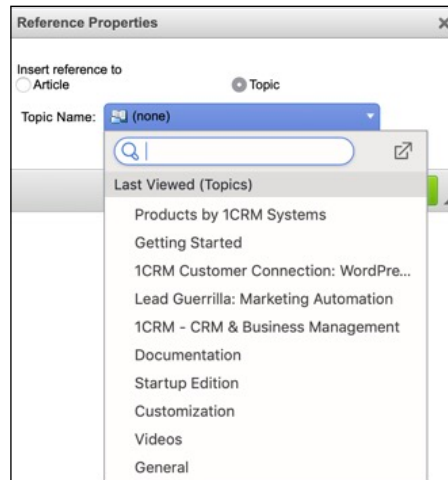 Reference Properties
Insert reference to
Article
Topic
Topic Name:
(none)
Last Viewed (Topics)
Products by 1CRM Systems
Getting Started
1CRM Customer Connection: WordPre...
Lead Guerrilla: Marketing Automation
1CRM - CRM & Business Management
Documentation
Startup Edition
Customization
Videos
General